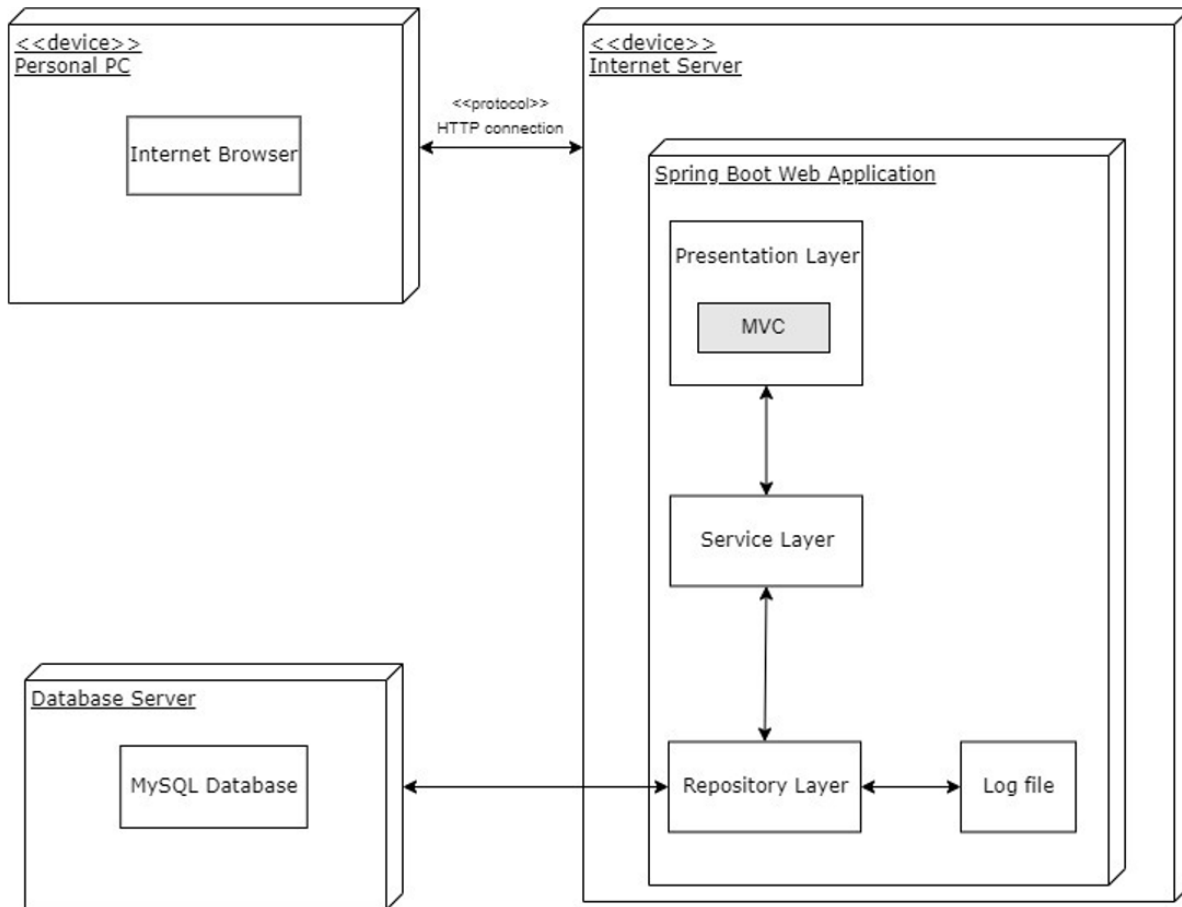 <<device>>
Personal PC
Internet Browser
<<protocol>>
HTTP connection
<<device>>
Internet Server
Spring Boot Web Application
Presentation Layer
MVC
Service Layer
Database Server
MySQL Database
Repository Layer
Log file